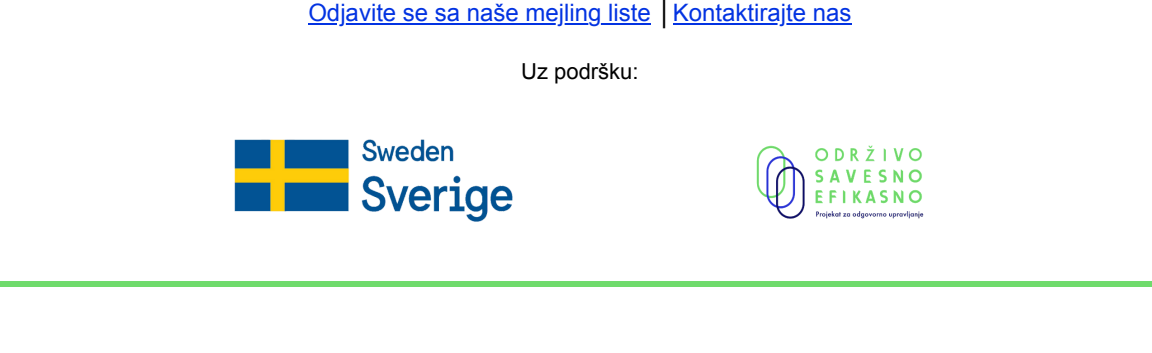 Odjavite se sa naše mejling liste | Kontaktirajte nas
Uz podršku:
Sweden
Sverige
ODRŽIVO
SAVESNO
EFIKASNO
Projekat za odgovorno upravljanje